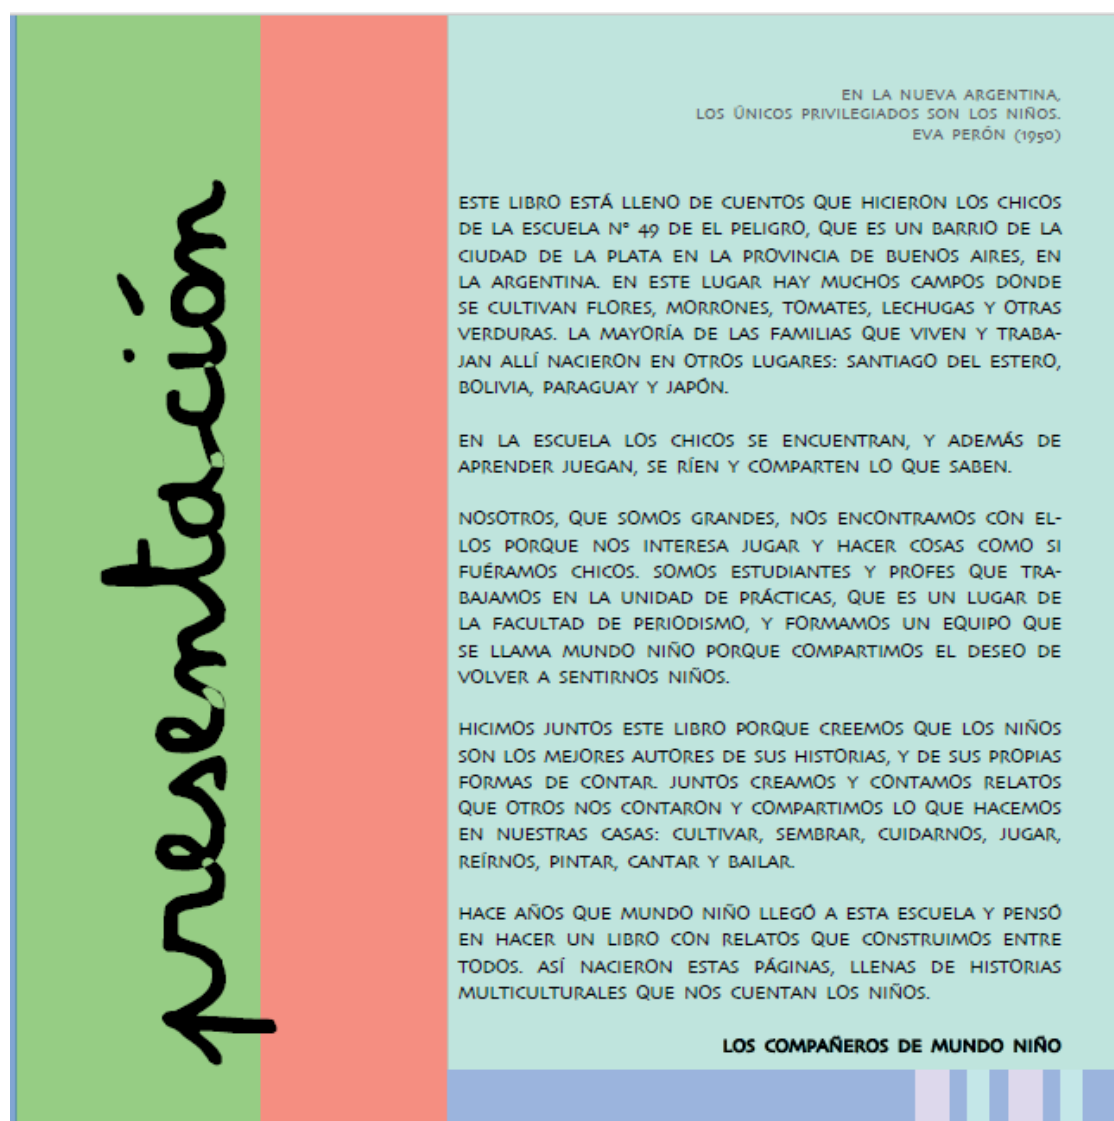 presentación
EN LA NUEVA ARGENTINA,
LOS ÚNICOS PRIVILEGIADOS SON LOS NIÑOS.
EVA PERÓN (1950)
ESTE LIBRO ESTÁ LLENO DE CUENTOS QUE HICIERON LOS CHICOS
DE LA ESCUELA Nº 49 DE EL PELIGRO, QUE ES UN BARRIO DE LA
CIUDAD DE LA PLATA EN LA PROVINCIA DE BUENOS AIRES, EN
LA ARGENTINA. EN ESTE LUGAR HAY MUCHOS CAMPOS DONDE
SE CULTIVAN FLORES, MORRONES, TOMATES, LECHUGAS Y OTRAS
VERDURAS. LA MAYORÍA DE LAS FAMILIAS QUE VIVEN Y TRABA-
JAN ALLÍ NACIERON EN OTROS LUGARES: SANTIAGO DEL ESTERO,
BOLIVIA, PARAGUAY Y JAPÓN.
EN LA ESCUELA LOS CHICOS SE ENCUENTRAN, Y ADEMÁS DE
APRENDER JUEGAN, SE RÍEN Y COMPARTEN LO QUE SABEN.
NOSOTROS, QUE SOMOS GRANDES, NOS ENCONTRAMOS CON EL-
LOS PORQUE NOS INTERESA JUGAR Y HACER COSAS COMO SI
FUÉRAMOS CHICOS. SOMOS ESTUDIANTES Y PROFES QUE TRA-
BAJAMOS EN LA UNIDAD DE PRÁCTICAS, QUE ES UN LUGAR DE
LA FACULTAD DE PERIODISMO, Y FORMAMOS UN EQUIPO QUE
SE LLAMA MUNDO NIÑO PORQUE COMPARTIMOS EL DESEO DE
VOLVER A SENTIRNOS NIÑOS.
HICIMOS JUNTOS ESTE LIBRO PORQUE CREEMOS QUE LOS NIÑOS
SON LOS MEJORES AUTORES DE SUS HISTORIAS, Y DE SUS PROPIAS
FORMAS DE CONTAR. JUNTOS CREAMOS Y CONTAMOS RELATOS
QUE OTROS NOS CONTARON Y COMPARTIMOS LO QUE HACEMOS
EN NUESTRAS CASAS: CULTIVAR, SEMBRAR, CUIDARNOS, JUGAR,
REÍRNOS, PINTAR, CANTAR Y BAILAR.
HACE AÑOS QUE MUNDO NIÑO LLEGÓ A ESTA ESCUELA Y PENSÓ
EN HACER UN LIBRO CON RELATOS QUE CONSTRUIMOS ENTRE
TODOS. ASÍ NACIERON ESTAS PÁGINAS, LLENAS DE HISTORIAS
MULTICULTURALES QUE NOS CUENTAN LOS NIÑOS.
LOS COMPAÑEROS DE MUNDO NIÑO